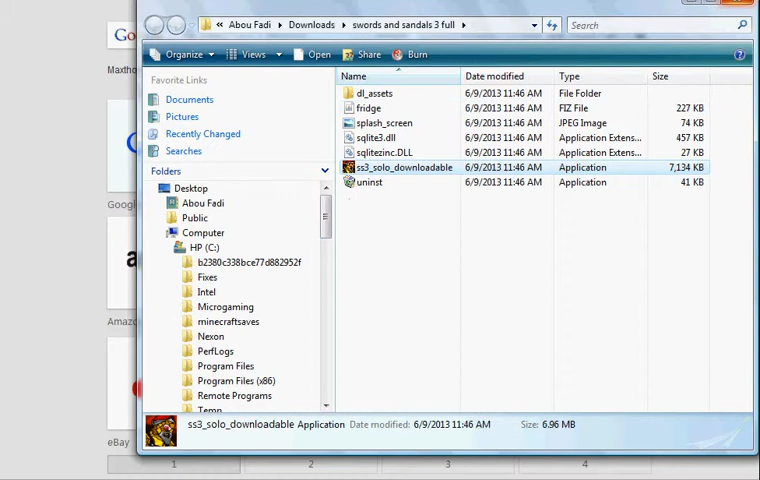 « Abou Fadi › Downloads › swords and sandals 3 full ›
Search
Organize Views Open Share Burn
Favorite Links
Documents
Pictures
Recently Changed
Searches
Folders
Desktop
Abou Fadi
Public
Computer
HP (C:)
b2380c338bce77d882952f
Fixes
Intel
Microgaming
minecraftsaves
Nexon
PerfLogs
Program Files
Program Files (x86)
Remote Programs
Temp
Name Date modified Type Size
dl_assets 6/9/2013 11:46 AM File Folder
fridge 6/9/2013 11:46 AM FIZ File 227 KB
splash_screen 6/9/2013 11:46 AM JPEG Image 74 KB
sqlite3.dll 6/9/2013 11:46 AM Application Extens... 457 KB
sqlitezinc.DLL 6/9/2013 11:46 AM Application Extens... 27 KB
ss3_solo_downloadable 6/9/2013 11:46 AM Application 7,134 KB
uninst 6/9/2013 11:46 AM Application 41 KB
ss3_solo_downloadable Application Date modified: 6/9/2013 11:46 AM Size: 6.96 MB
Go
Maxtho
Google
Amazo
eBay
1 2 3 4